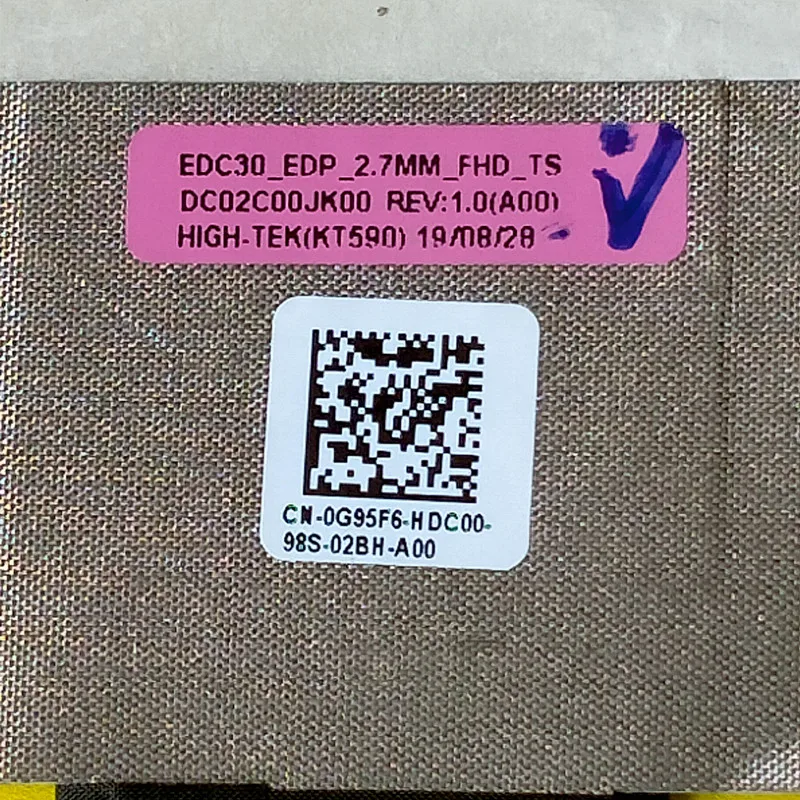 EDC30_EDP_2.7MM_FHD_TS
DC02C00JK00 REV:1.0(A00)
HIGH-TEK(KT590) 19/08/28
CN-0G95F6-HDC00-
98S-02BH-A00